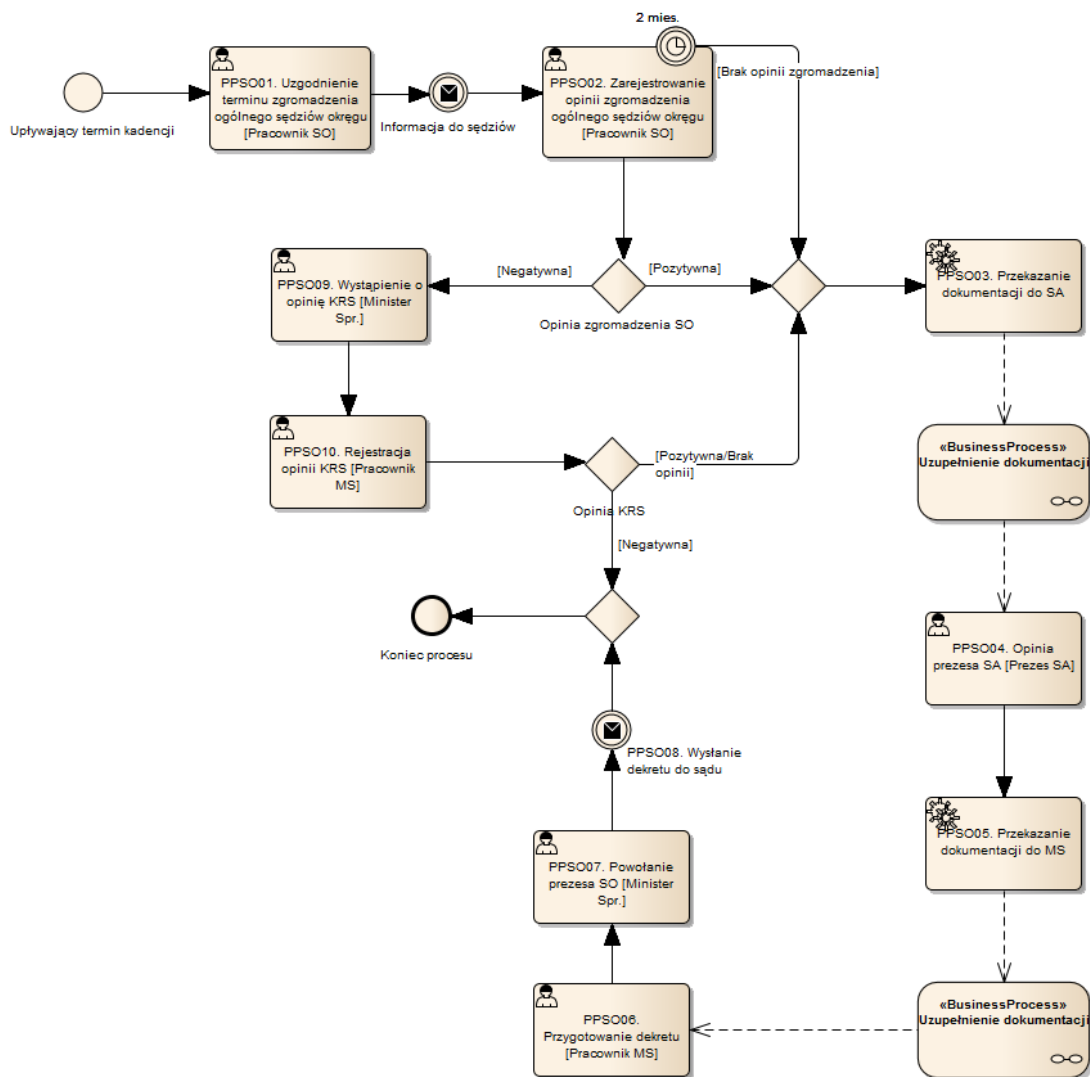 2 mies.
PPSO01. Uzgodnienie
terminu zgromadzenia
ogólnego sędziów okręgu
[Pracownik SO]
PPSO02. Zarejestrowanie
opinii zgromadzenia
ogólnego sędziów okręgu
[Pracownik SO]
[Brak opinii zgromadzenia]
Upływający termin kadencji
Informacja do sędziów
PPSO09. Wystąpienie o
opinię KRS [Minister
Spr.]
[Negatywna]
[Pozytywna]
Opinia zgromadzenia SO
PPSO03. Przekazanie
dokumentacji do SA
PPSO10. Rejestracja
opinii KRS [Pracownik
MS]
[Pozytywna/Brak
opinii]
Opinia KRS
«BusinessProcess»
Uzupełnienie dokumentacji
[Negatywna]
Koniec procesu
PPSO04. Opinia
prezesa SA [Prezes SA]
PPSO08. Wysłanie
dekretu do sądu
PPSO05. Przekazanie
dokumentacji do MS
PPSO07. Powołanie
prezesa SO [Minister
Spr.]
PPSO06.
Przygotowanie dekretu
[Pracownik MS]
«BusinessProcess»
Uzupełnienie dokumentacji